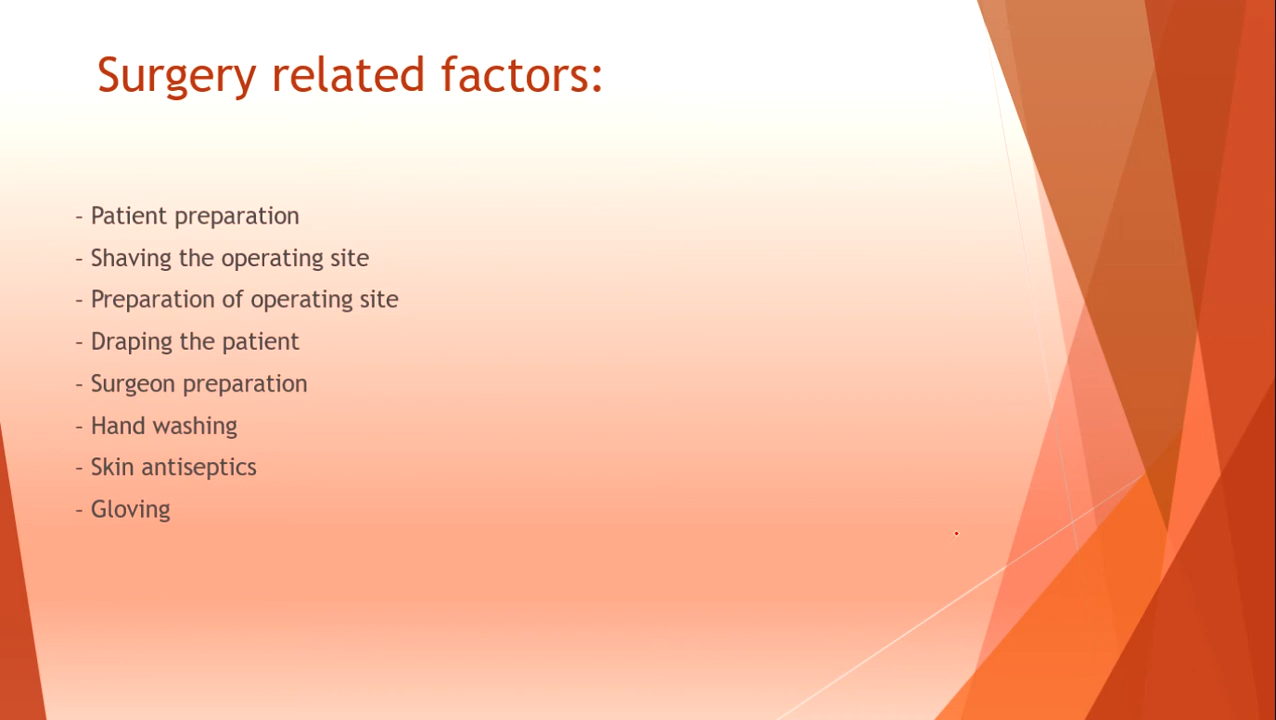 Surgery related factors:
- Patient preparation
- Shaving the operating site
- Preparation of operating site
- Draping the patient
- Surgeon preparation
- Hand washing
- Skin antiseptics
- Gloving